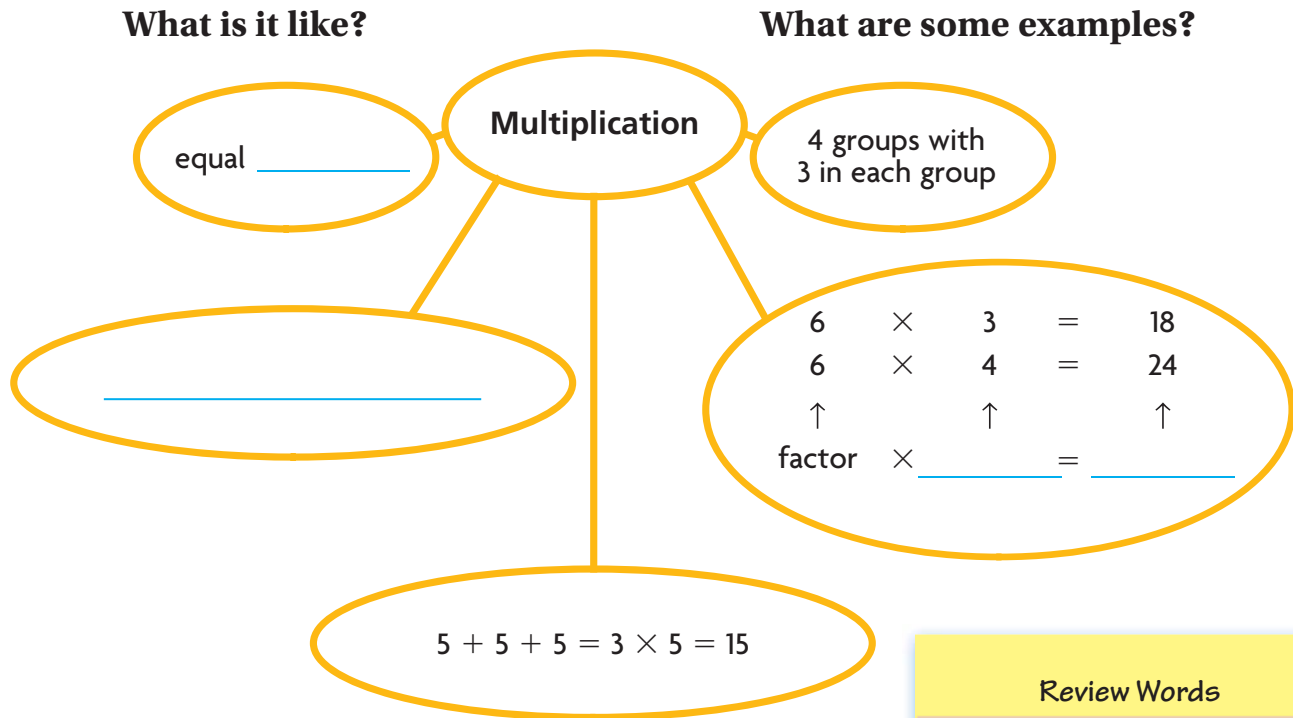 What is it like?
What are some examples?
Multiplication
equal
4 groups with
3 in each group
6 × 3 = 18
6 × 4 = 24
↑ ↑ ↑
factor × =
5 + 5 + 5 = 3 × 5 = 15
Review Words